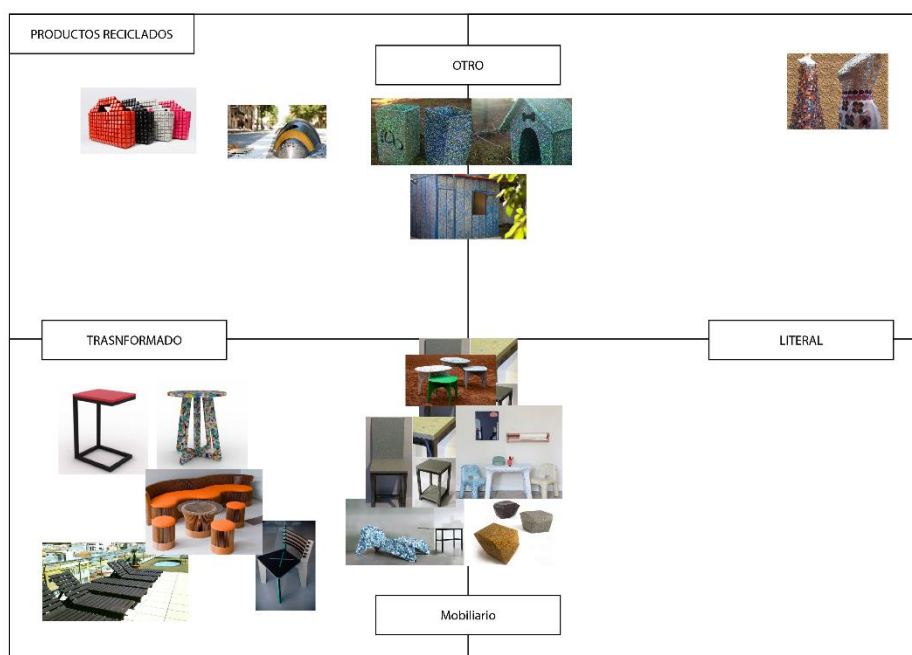 PRODUCTOS RECICLADOS
OTRO
TRASNFORMADO
LITERAL
Mobiliario